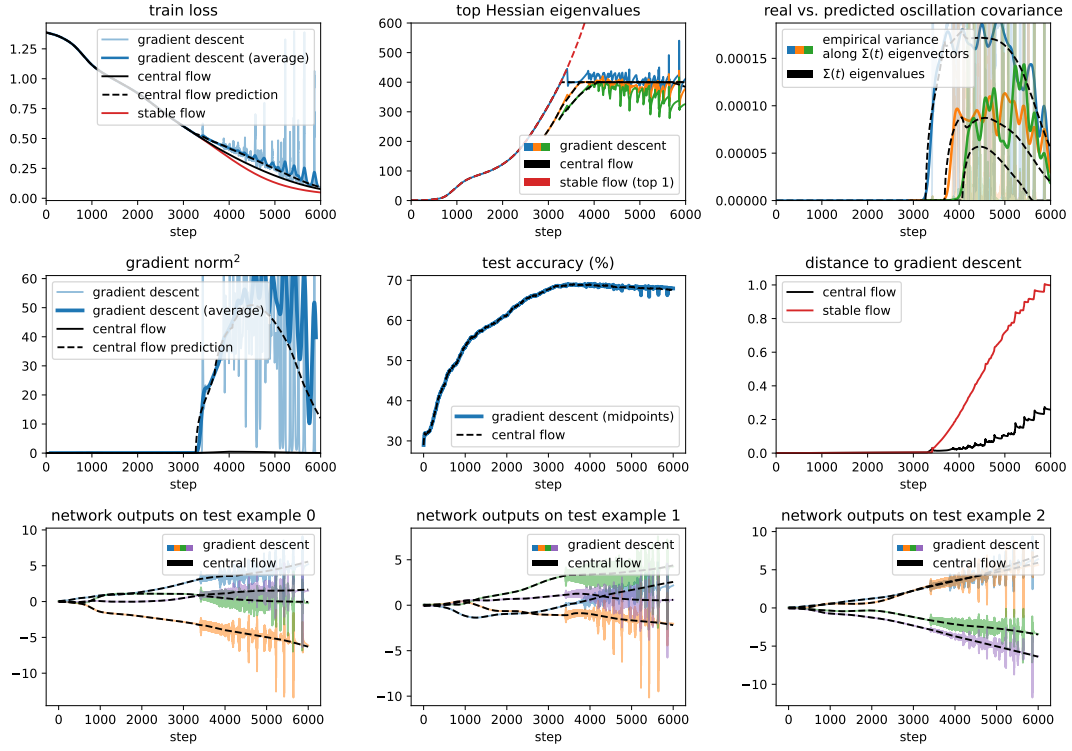 train loss
1.25
1.00
0.75
0.50
0.25
0.00
gradient descent
gradient descent (average)
central flow
central flow prediction
stable flow
0 1000 2000 3000 4000 5000 6000
step
top Hessian eigenvalues
600
500
400
300
200
100
0
gradient descent
central flow
stable flow (top 1)
0 1000 2000 3000 4000 5000 6000
step
real vs. predicted oscillation covariance
0.00015
0.00010
0.00005
0.00000
empirical variance
along Σ(t) eigenvectors
Σ(t) eigenvalues
0 1000 2000 3000 4000 5000 6000
step
gradient norm²
60
50
40
30
20
10
0
gradient descent
gradient descent (average)
central flow
central flow prediction
0 1000 2000 3000 4000 5000 6000
step
test accuracy (%)
70
60
50
40
30
gradient descent (midpoints)
central flow
0 1000 2000 3000 4000 5000 6000
step
distance to gradient descent
1.0
0.8
0.6
0.4
0.2
0.0
central flow
stable flow
0 1000 2000 3000 4000 5000 6000
step
network outputs on test example 0
10
5
0
−5
−10
gradient descent
central flow
0 1000 2000 3000 4000 5000 6000
step
network outputs on test example 1
5
0
−5
−10
gradient descent
central flow
0 1000 2000 3000 4000 5000 6000
step
network outputs on test example 2
10
5
0
−5
−10
gradient descent
central flow
0 1000 2000 3000 4000 5000 6000
step